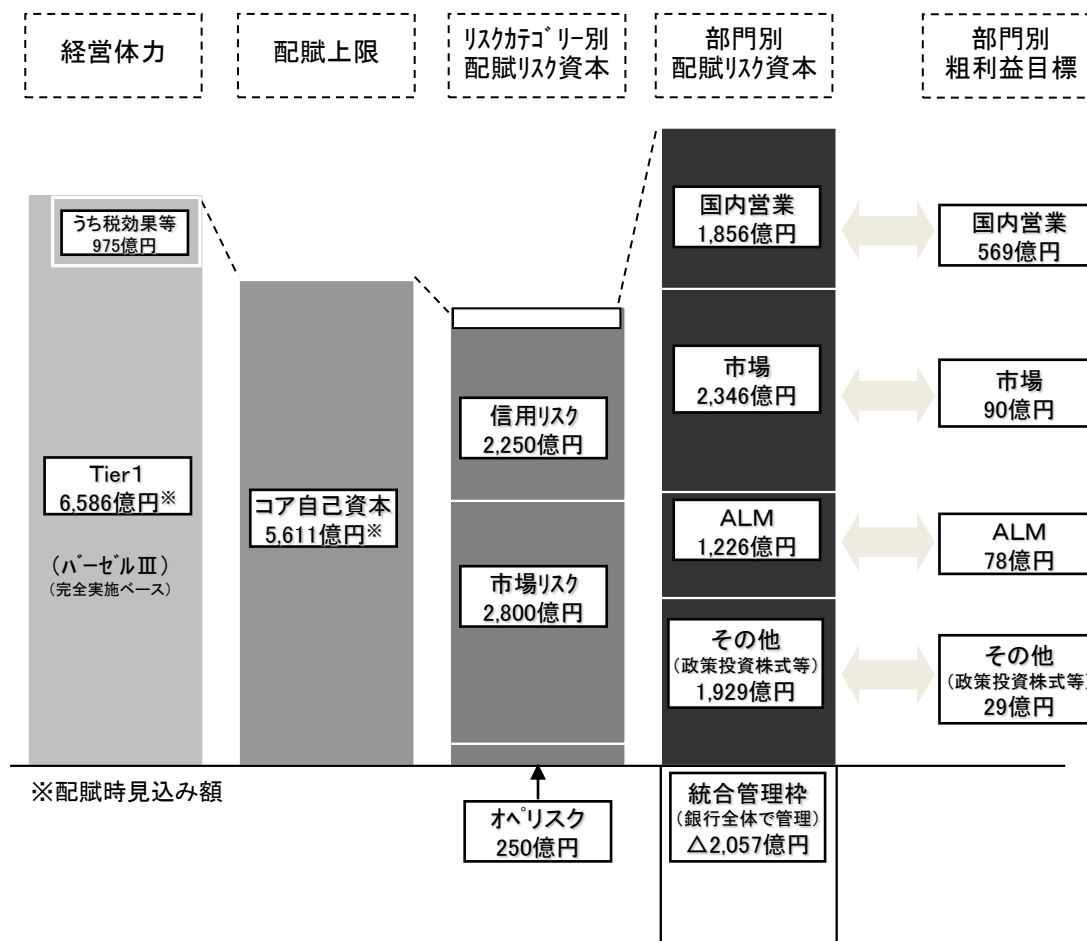 経営体力
配賦上限
ﾘｽｸｶﾃｺﾞﾘｰ別
配賦ﾘｽｸ資本
部門別
配賦ﾘｽｸ資本
部門別
粗利益目標
うち税効果等
975億円
Tier1
6,586億円※
(ﾊﾞｰｾﾞﾙⅢ)
(完全実施ベース)
コア自己資本
5,611億円※
信用リスク
2,250億円
市場リスク
2,800億円
オペリスク
250億円
国内営業
1,856億円
市場
2,346億円
ALM
1,226億円
その他
(政策投資株式等)
1,929億円
統合管理枠
(銀行全体で管理)
△2,057億円
国内営業
569億円
市場
90億円
ALM
78億円
その他
(政策投資株式等)
29億円
※配賦時見込み額